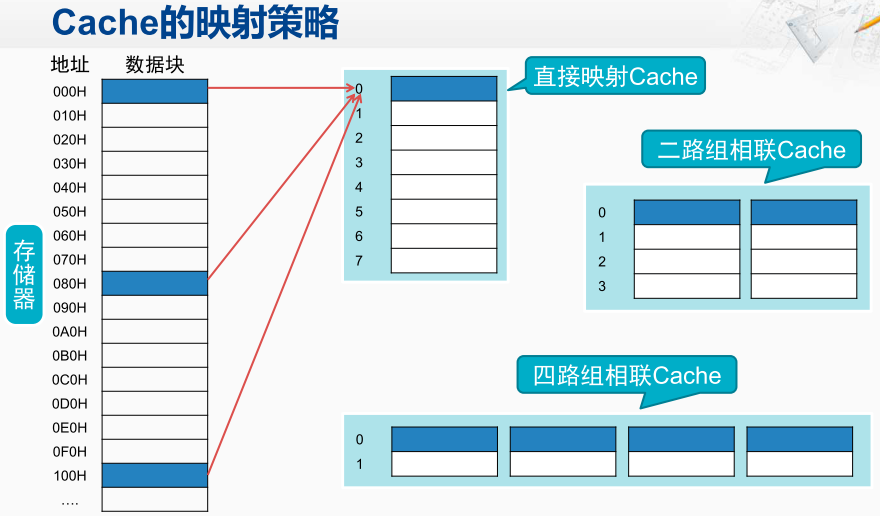 Cache的映射策略
地址 数据块
000H
010H
020H
030H
040H
050H
060H
070H
080H
090H
0A0H
0B0H
0C0H
0D0H
0E0H
0F0H
100H
....
存储器
直接映射Cache
0
1
2
3
4
5
6
7
二路组相联Cache
0
1
2
3
四路组相联Cache
0
1